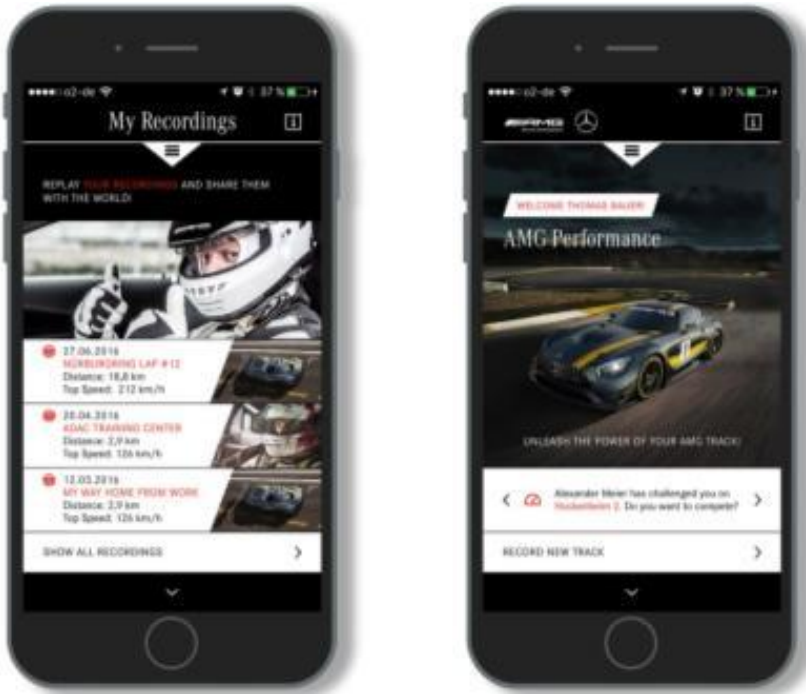 o2-de 37 %
My Recordings
REPLAY YOUR RECORDINGS AND SHARE THEM
WITH THE WORLD!
27.06.2016
NÜRBURGRING LAP #12
Distance: 18,8 km
Top Speed: 212 km/h
20.04.2016
ADAC TRAINING CENTER
Distance: 2,9 km
Top Speed: 126 km/h
12.03.2016
MY WAY HOME FROM WORK
Distance: 3,9 km
Top Speed: 126 km/h
SHOW ALL RECORDINGS
o2-de 37 %
AMG
WELCOME THOMAS BAUER!
AMG Performance
UNLEASH THE POWER OF YOUR AMG TRACK!
Alexander Meier has challenged you on
Hockenheim 2. Do you want to compete?
RECORD NEW TRACK